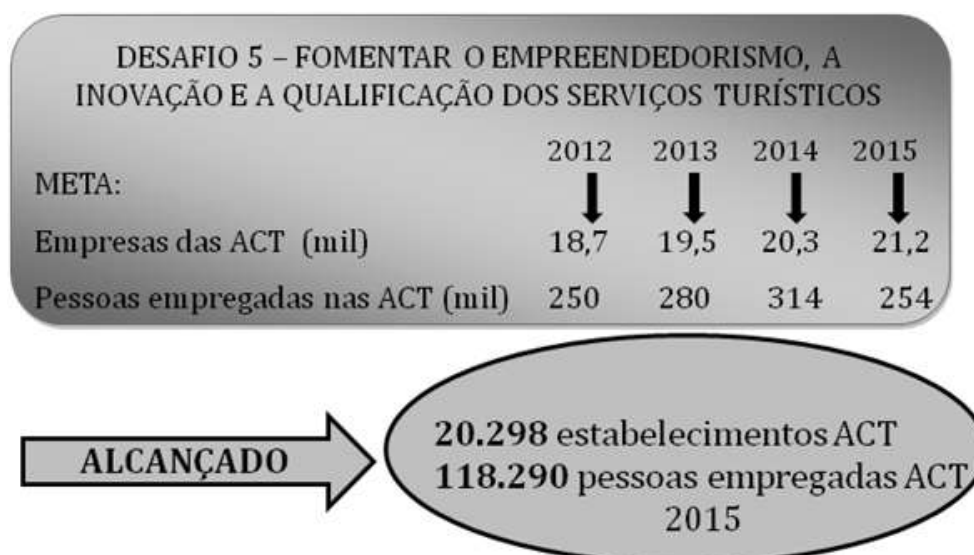 DESAFIO 5 – FOMENTAR O EMPREENDEDORISMO, A
INOVAÇÃO E A QUALIFICAÇÃO DOS SERVIÇOS TURÍSTICOS
2012 2013 2014 2015
META:
Empresas das ACT (mil) 18,7 19,5 20,3 21,2
Pessoas empregadas nas ACT (mil) 250 280 314 254
ALCANÇADO
20.298 estabelecimentos ACT
118.290 pessoas empregadas ACT
2015